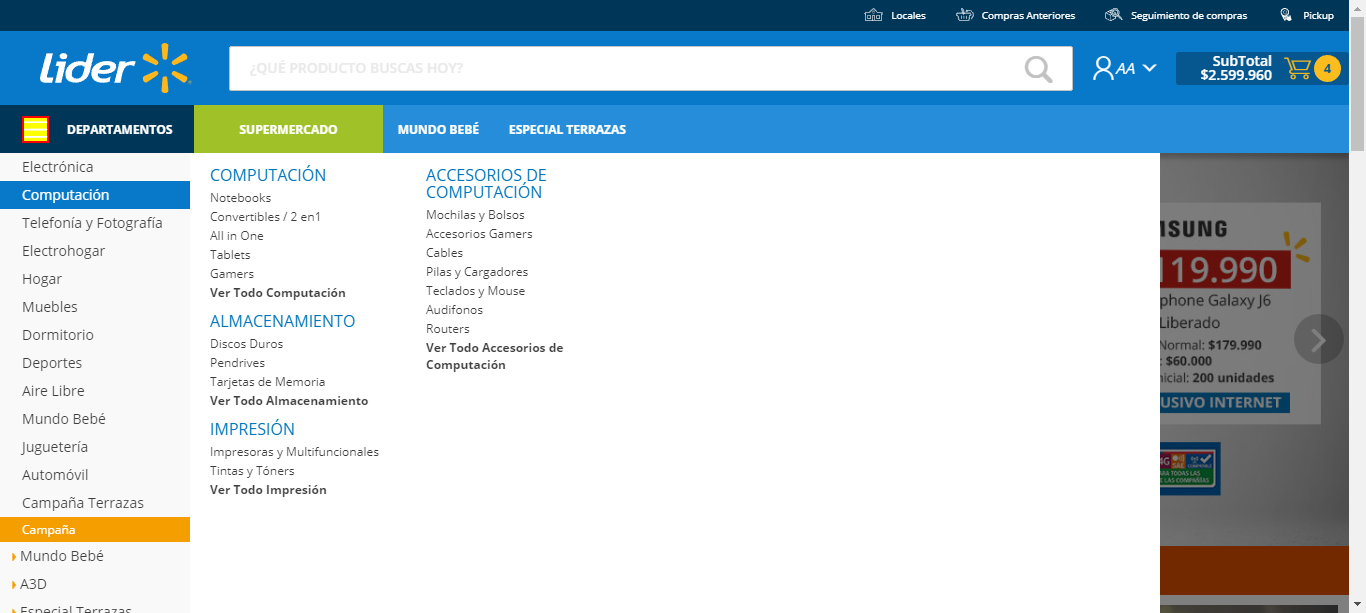 Locales
Compras Anteriores
Seguimiento de compras
Pickup
Lider
¿QUÉ PRODUCTO BUSCAS HOY?
AA
SubTotal
$2.599.960
4
DEPARTAMENTOS
SUPERMERCADO
MUNDO BEBÉ
ESPECIAL TERRAZAS
Electrónica
Computación
Telefonía y Fotografía
Electrohogar
Hogar
Muebles
Dormitorio
Deportes
Aire Libre
Mundo Bebé
Juguetería
Automóvil
Campaña Terrazas
Campaña
Mundo Bebé
A3D
Especial Terrazas
COMPUTACIÓN
Notebooks
Convertibles / 2 en1
All in One
Tablets
Gamers
Ver Todo Computación
ALMACENAMIENTO
Discos Duros
Pendrives
Tarjetas de Memoria
Ver Todo Almacenamiento
IMPRESIÓN
Impresoras y Multifuncionales
Tintas y Tóners
Ver Todo Impresión
ACCESORIOS DE
COMPUTACIÓN
Mochilas y Bolsos
Accesorios Gamers
Cables
Pilas y Cargadores
Teclados y Mouse
Audifonos
Routers
Ver Todo Accesorios de
Computación
MSUNG
119.990
phone Galaxy J6
Liberado
Normal: $179.990
: $60.000
nicial: 200 unidades
USIVO INTERNET